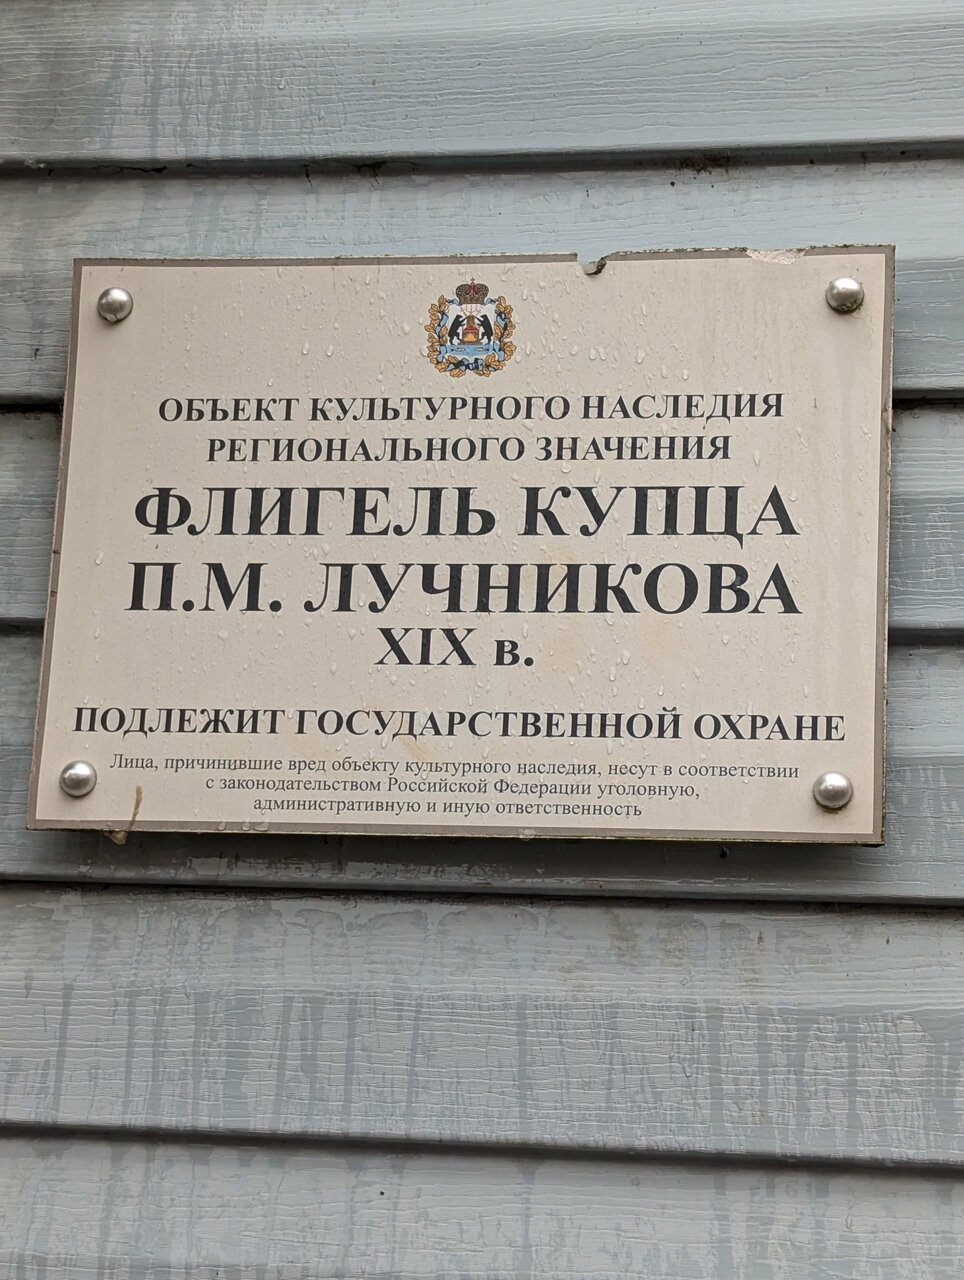 ОБЪЕКТ КУЛЬТУРНОГО НАСЛЕДИЯ
РЕГИОНАЛЬНОГО ЗНАЧЕНИЯ
ФЛИГЕЛЬ КУПЦА
П.М. ЛУЧНИКОВА
XIX в.
ПОДЛЕЖИТ ГОСУДАРСТВЕННОЙ ОХРАНЕ
Лица, причинившие вред объекту культурного наследия, несут в соответствии
с законодательством Российской Федерации уголовную,
административную и иную ответственность